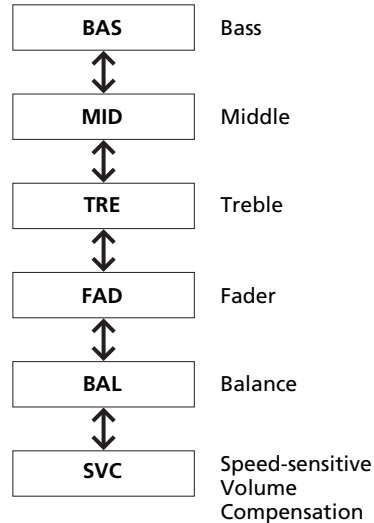 BAS Bass
MID Middle
TRE Treble
FAD Fader
BAL Balance
SVC Speed-sensitive
Volume
Compensation